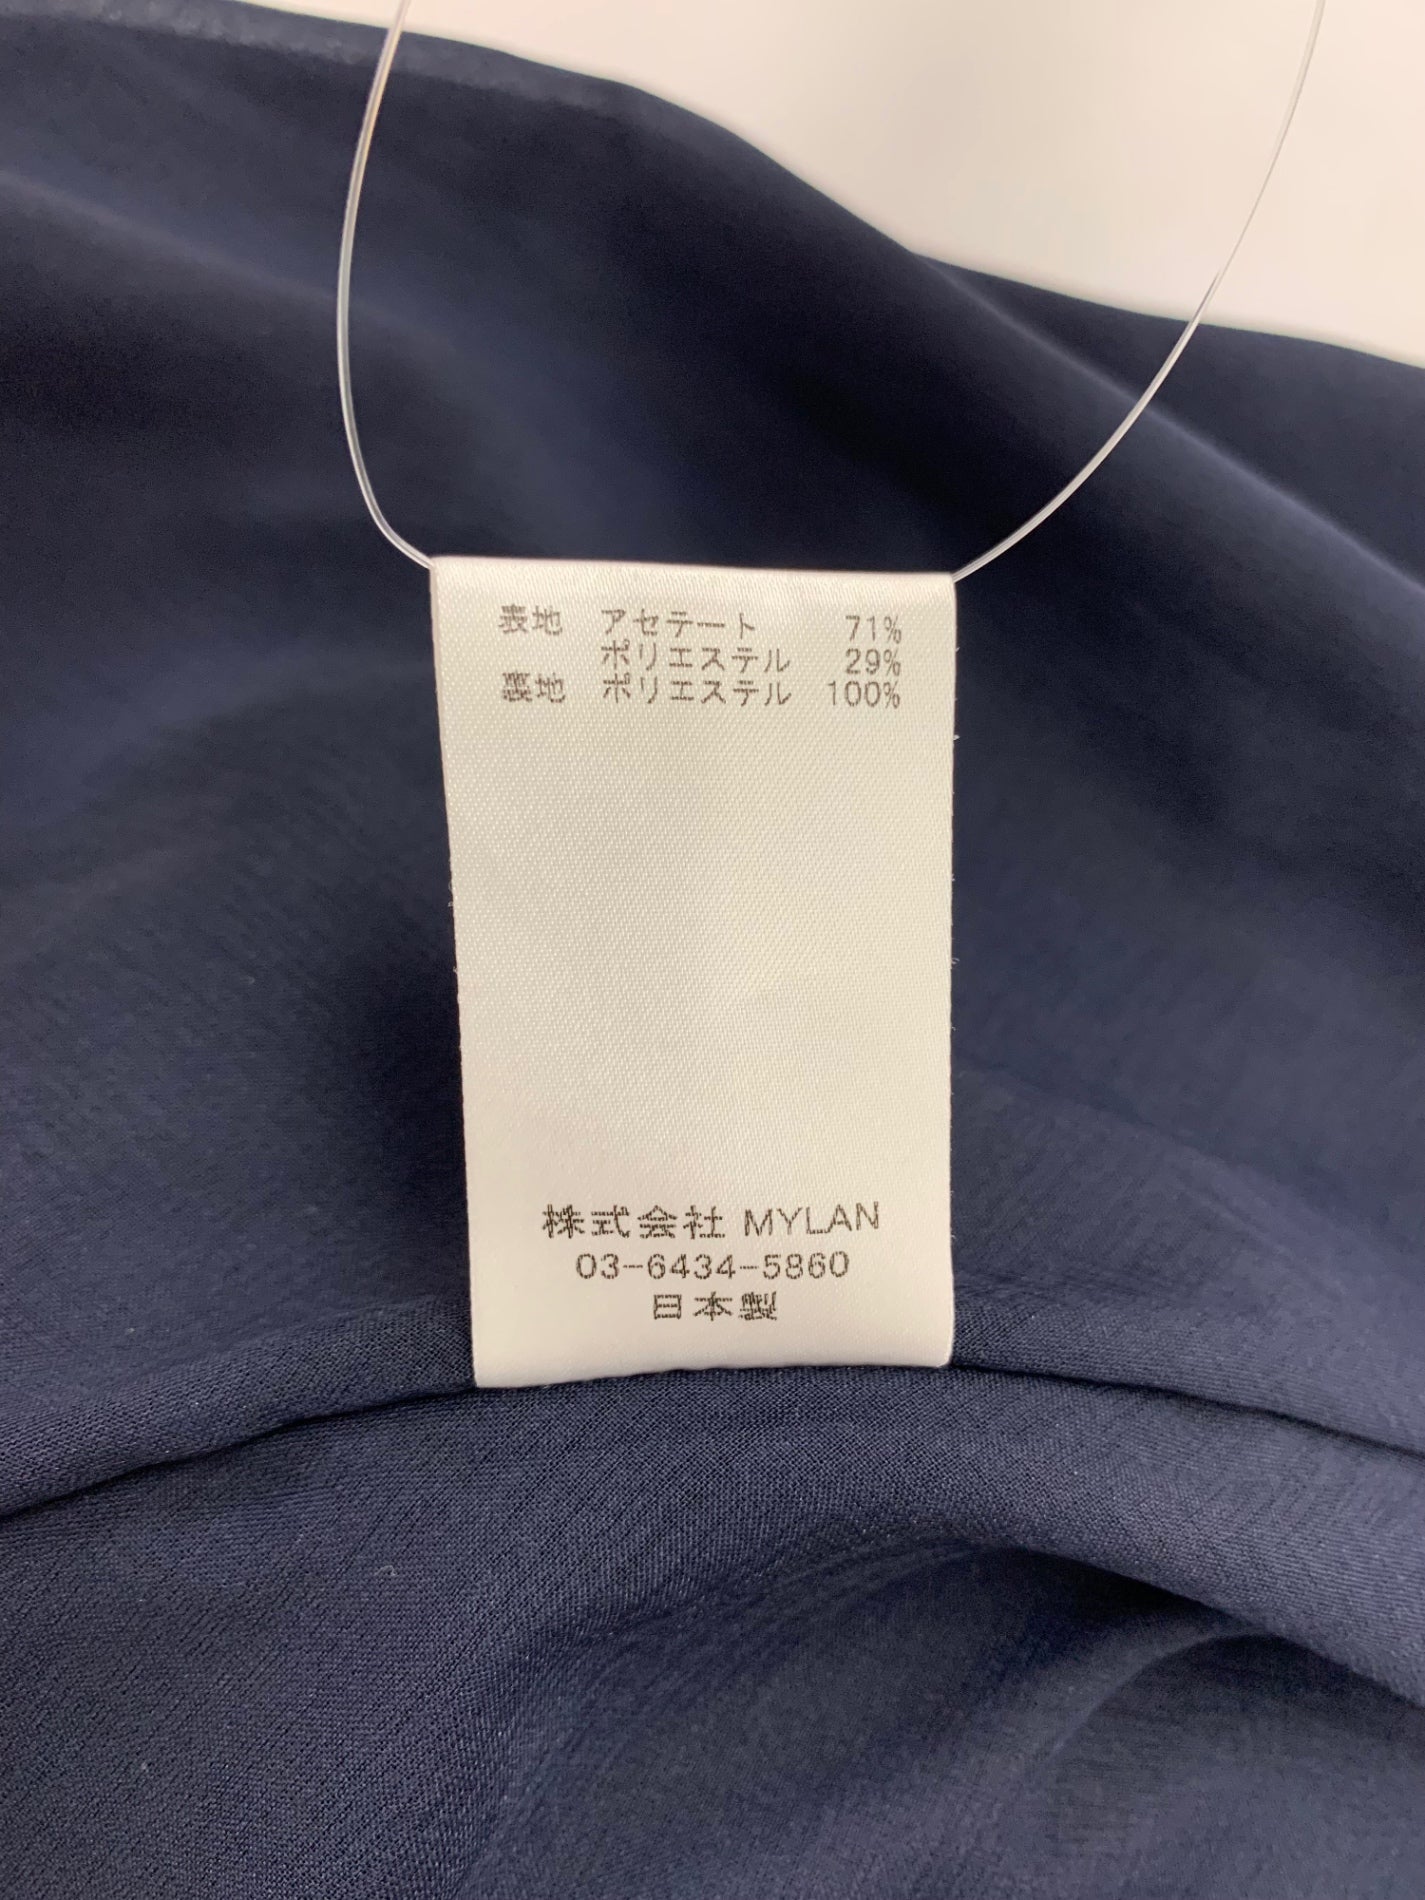 表地 アセテート 71%
ポリエステル 29%
裏地 ポリエステル 100%
株式会社 MYLAN
03-6434-5860
日本製